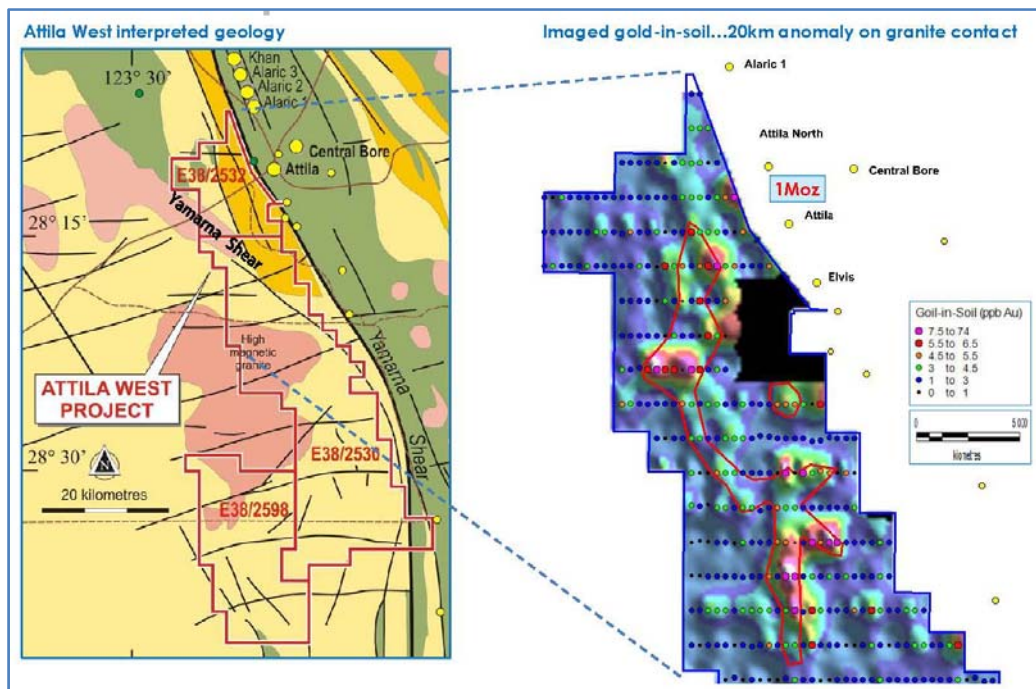 Attila West interpreted geology
Imaged gold-in-soil...20km anomaly on granite contact
123° 30'
Khan
Alaric 3
Alaric 2
Alaric 1
Central Bore
Attila
E38/2532
28° 15'
Yamarna Shear
High
magnetic
granite
Yamarna
Shear
ATTILA WEST
PROJECT
28° 30'
N
20 kilometres
E38/2530
E38/2598
Alaric 1
Attila North
Central Bore
1Moz
Attila
Elvis
Goil-in-Soil (ppb Au)
7.5 to 74
5.5 to 6.5
4.5 to 5.5
3 to 4.5
1 to 3
0 to 1
0
5 000
kilometres